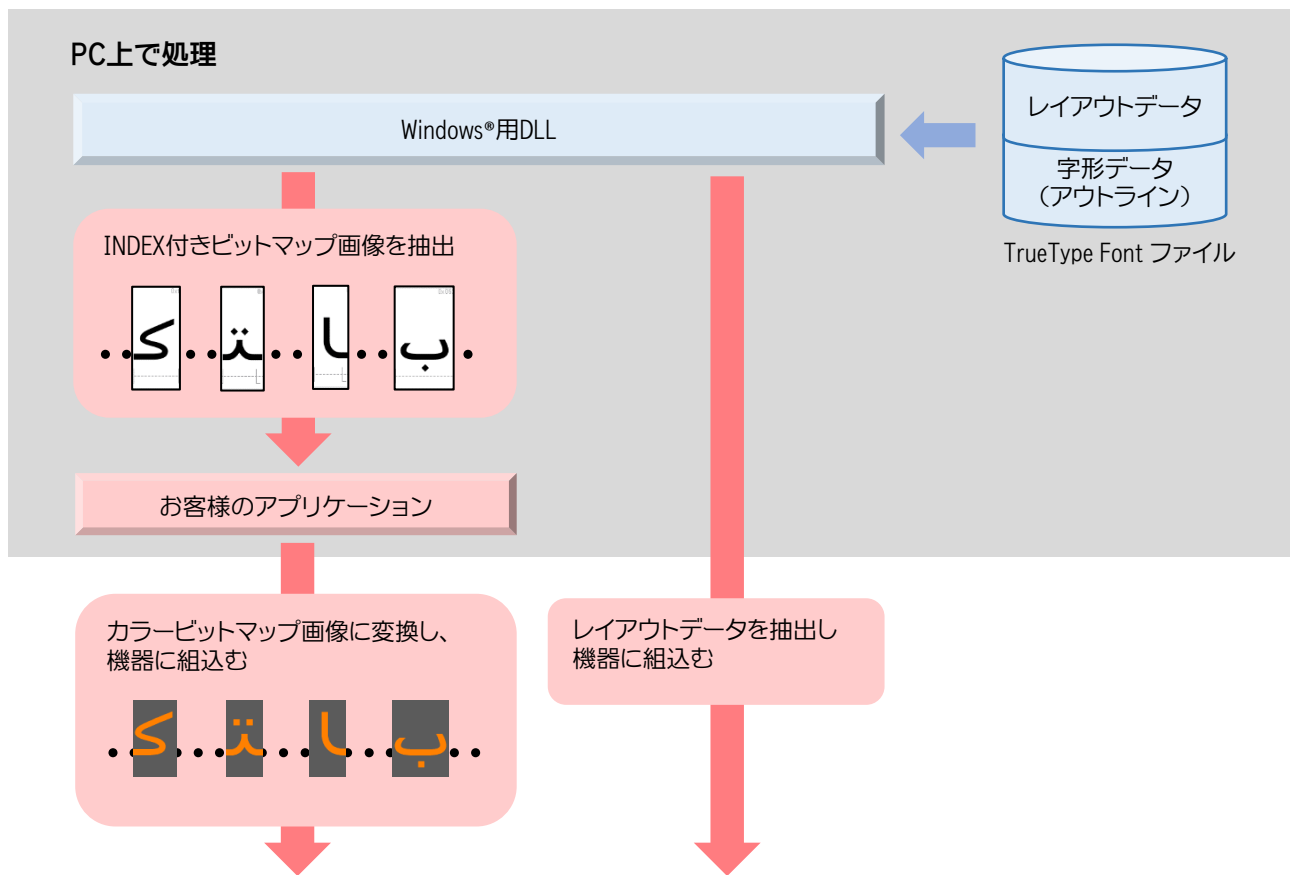 PC上で処理
Windows®用DLL
レイアウトデータ
字形データ
（アウトライン）
TrueType Font ファイル
INDEX付きビットマップ画像を抽出
ﮐ ﺘ ﺎ ﺏ
お客様のアプリケーション
カラービットマップ画像に変換し、
機器に組込む
ﮐ ﺘ ﺎ ﺏ
レイアウトデータを抽出し
機器に組込む